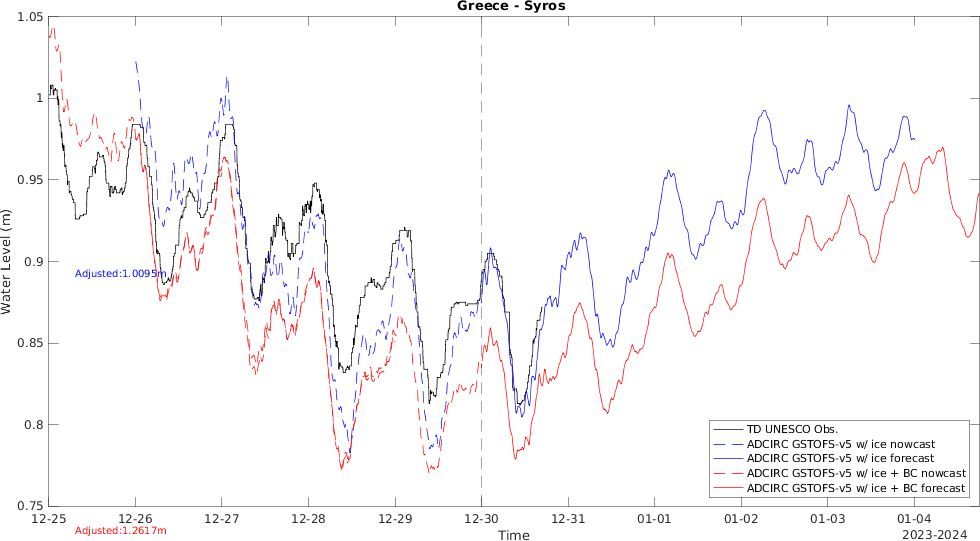 Greece - Syros
1.05
1
0.95
0.9
0.85
0.8
0.75
Water Level (m)
Adjusted:1.0095m
Adjusted:1.2617m
TD UNESCO Obs.
ADCIRC GSTOFS-v5 w/ ice nowcast
ADCIRC GSTOFS-v5 w/ ice forecast
ADCIRC GSTOFS-v5 w/ ice + BC nowcast
ADCIRC GSTOFS-v5 w/ ice + BC forecast
12-25 12-26 12-27 12-28 12-29 12-30 12-31 01-01 01-02 01-03 01-04
Time
2023-2024